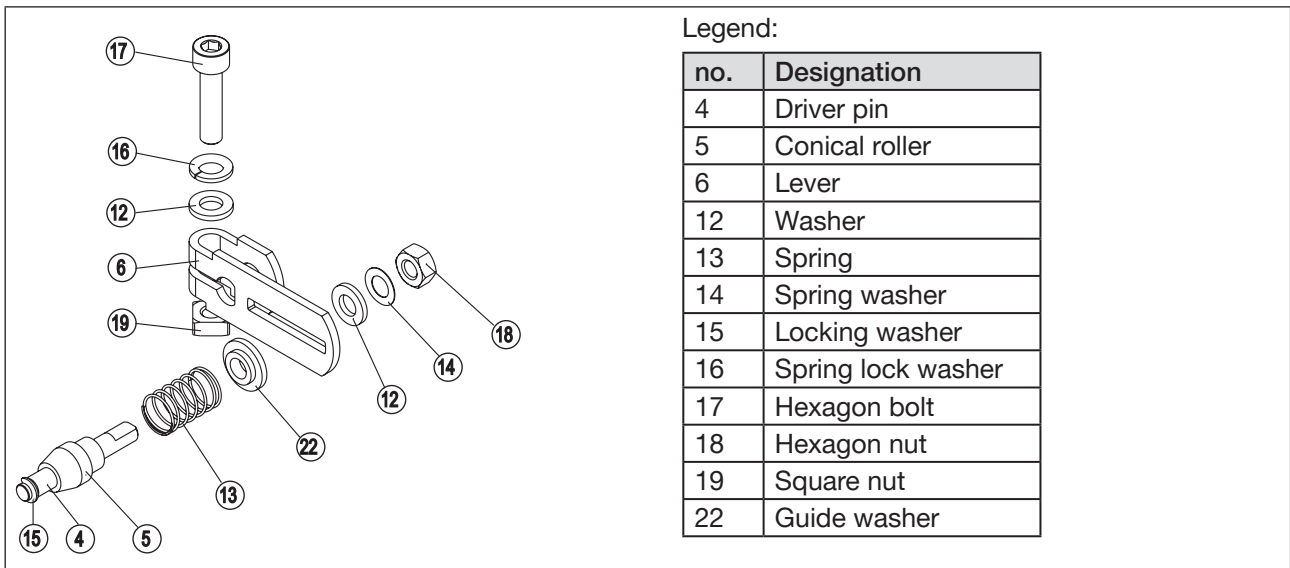 17
16
12
6
19
18
14
12
22
13
15
4
5
Legend:
no. Designation
4 Driver pin
5 Conical roller
6 Lever
12 Washer
13 Spring
14 Spring washer
15 Locking washer
16 Spring lock washer
17 Hexagon bolt
18 Hexagon nut
19 Square nut
22 Guide washer